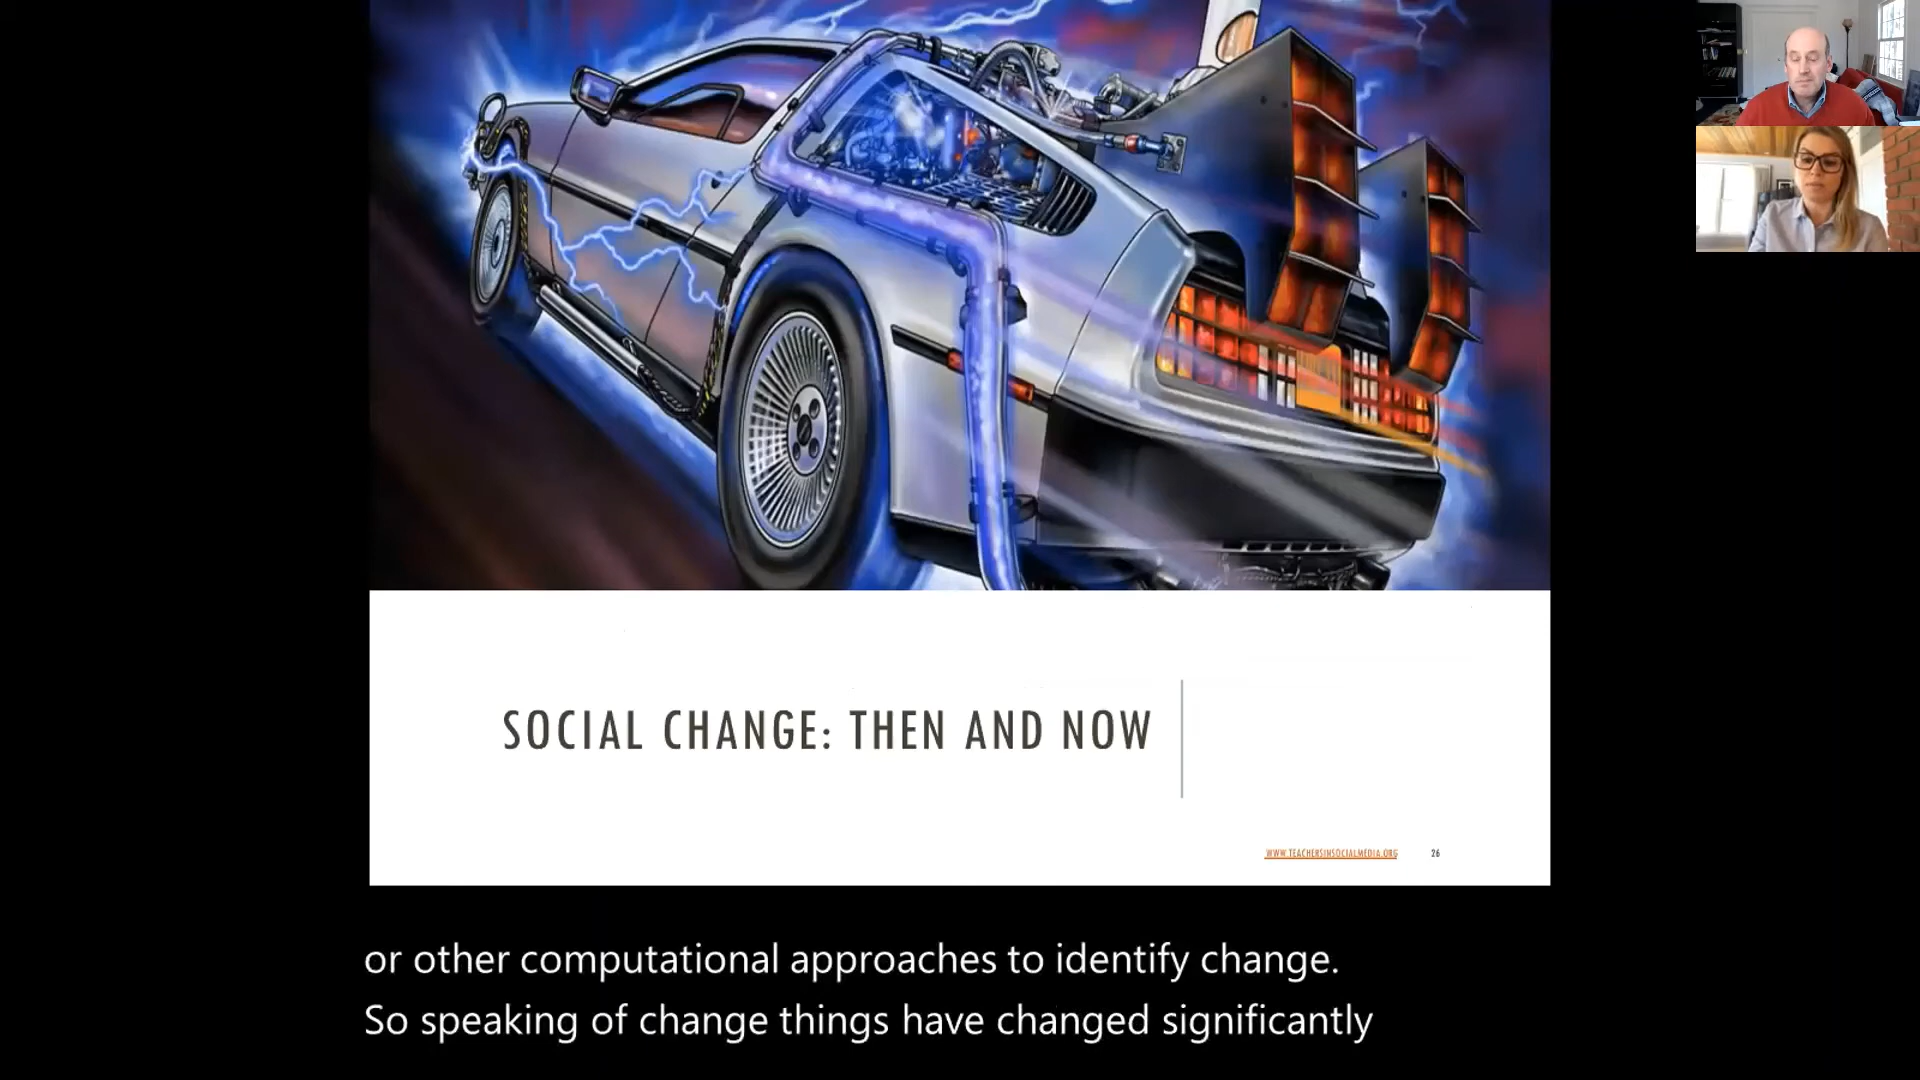 SOCIAL CHANGE: THEN AND NOW
WWW.TEACHERSINSOCIALMEDIA.ORG 26
or other computational approaches to identify change.
So speaking of change things have changed significantly